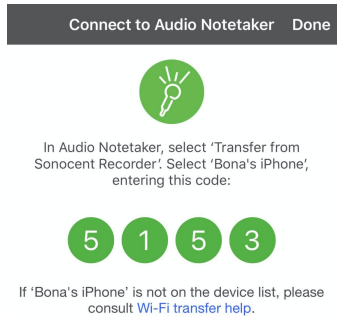 Connect to Audio Notetaker Done
In Audio Notetaker, select ‘Transfer from
Sonocent Recorder’. Select ‘Bona's iPhone’,
entering this code:
5 1 5 3
If ‘Bona's iPhone’ is not on the device list, please
consult Wi-Fi transfer help.